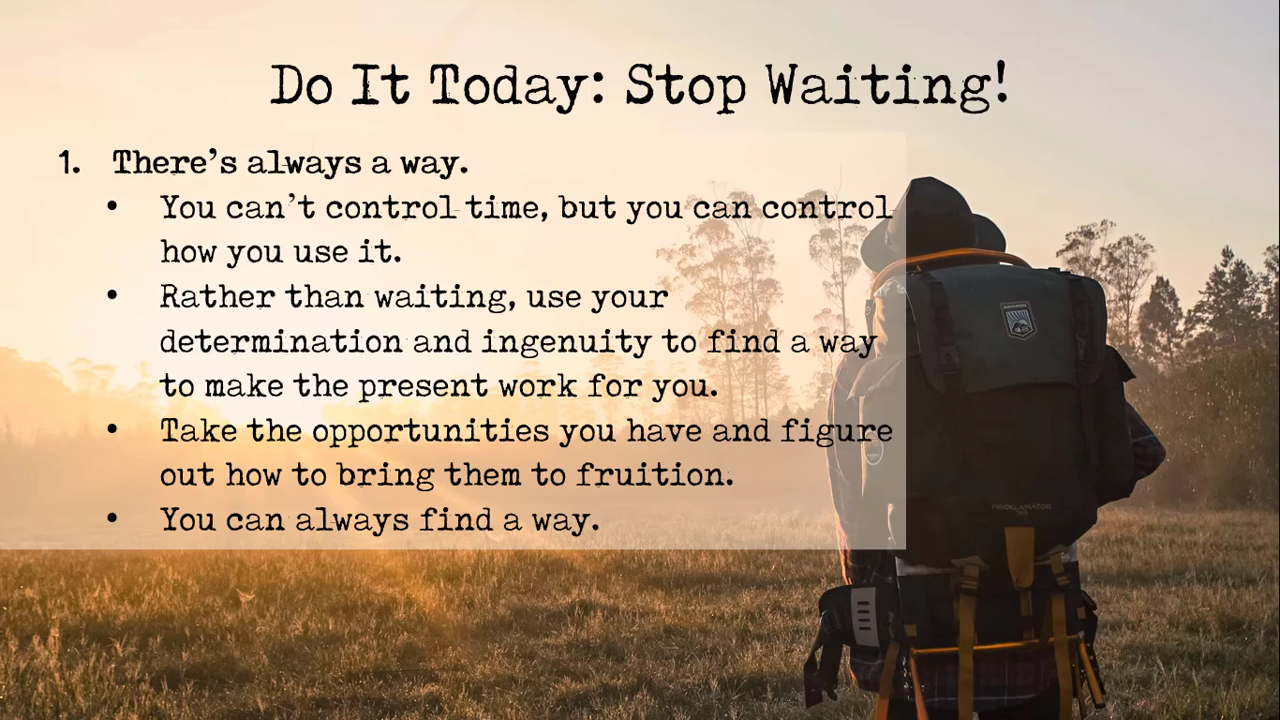 Do It Today: Stop Waiting!
1. There's always a way.
• You can't control time, but you can control
how you use it.
• Rather than waiting, use your
determination and ingenuity to find a way
to make the present work for you.
• Take the opportunities you have and figure
out how to bring them to fruition.
• You can always find a way.